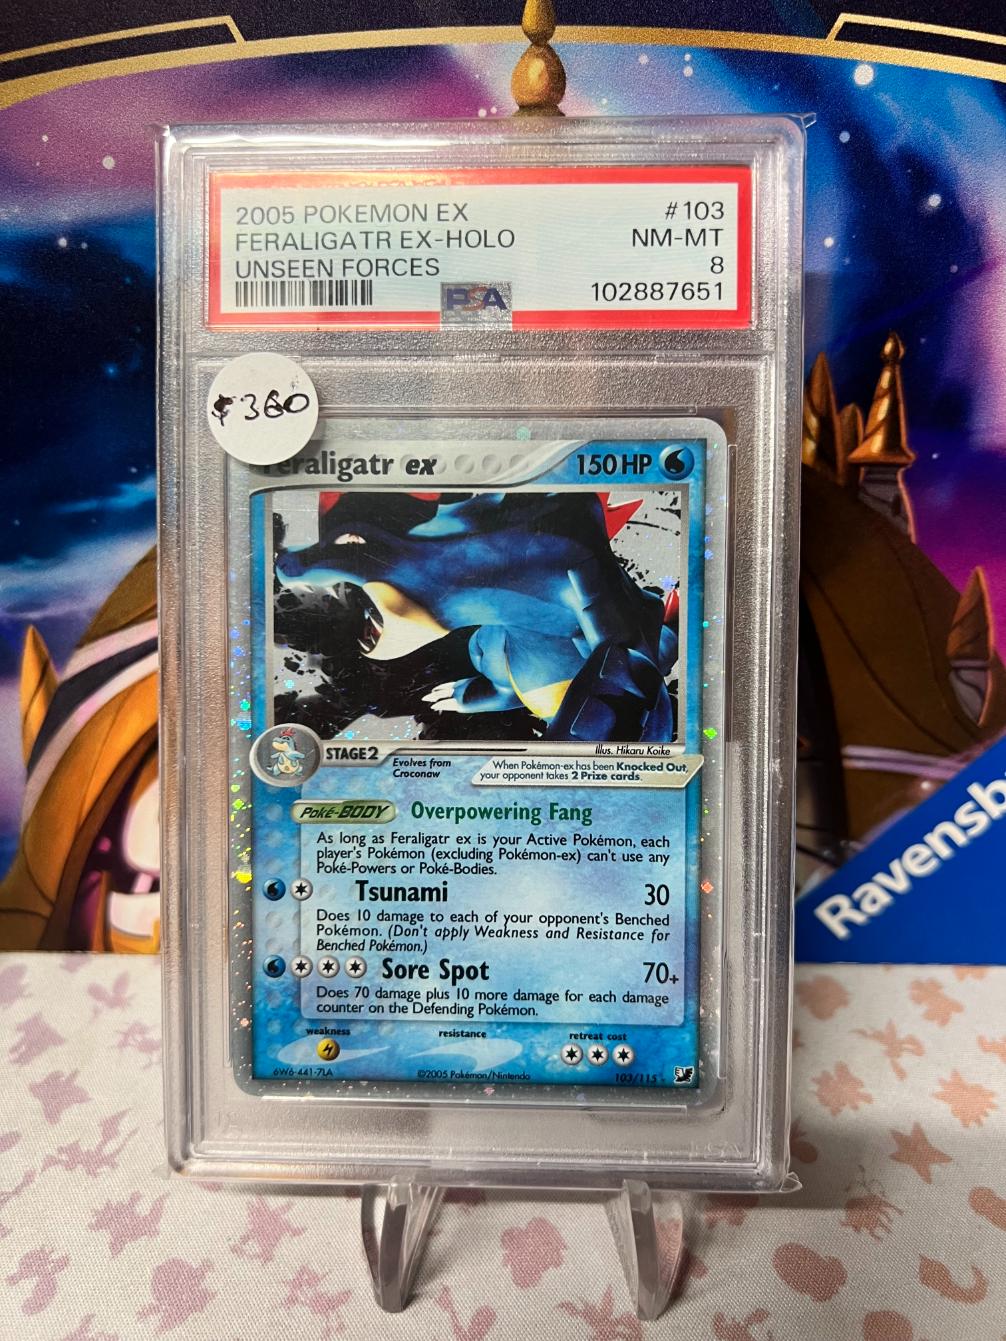 2005 POKEMON EX #103
FERALIGATR EX-HOLO NM-MT
UNSEEN FORCES 8
PSA 102887651
$360
eraligatr ex 150 HP
STAGE 2
Evolves from
Croconaw
Illus. Hikaru Koike
When Pokémon-ex has been Knocked Out,
your opponent takes 2 Prize cards.
Poké-BODY Overpowering Fang
As long as Feraligatr ex is your Active Pokémon, each
player's Pokémon (excluding Pokémon-ex) can't use any
Poké-Powers or Poké-Bodies.
Tsunami 30
Does 10 damage to each of your opponent's Benched
Pokémon. (Don't apply Weakness and Resistance for
Benched Pokémon.)
Sore Spot 70+
Does 70 damage plus 10 more damage for each damage
counter on the Defending Pokémon.
weakness resistance retreat cost
6W6-441-7LA ©2005 Pokémon/Nintendo 103/115
Ravensb